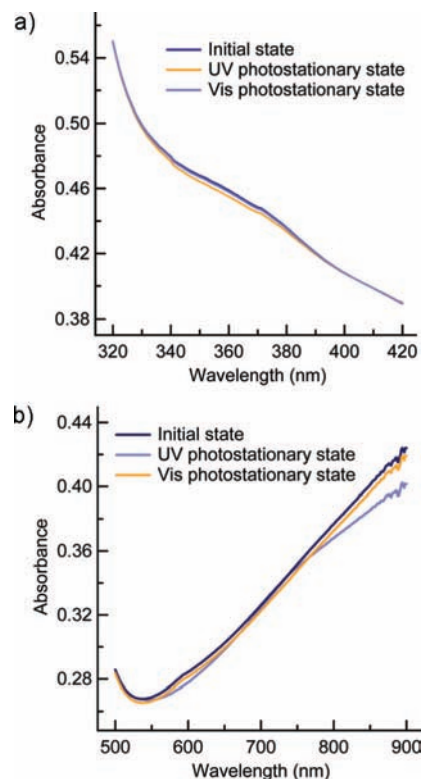 a)
Initial state
UV photostationary state
Vis photostationary state
0.54
0.50
0.46
0.42
0.38
Absorbance
320 340 360 380 400 420
Wavelength (nm)
b)
Initial state
UV photostationary state
Vis photostationary state
0.44
0.40
0.36
0.32
0.28
Absorbance
500 600 700 800 900
Wavelength (nm)